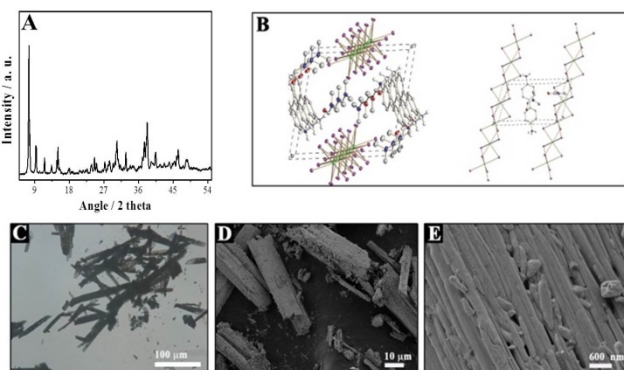 A
B
Intensity / a. u.
9 18 27 36 45 54
Angle / 2 theta
C
D
E
100 μm
10 μm
600 nm